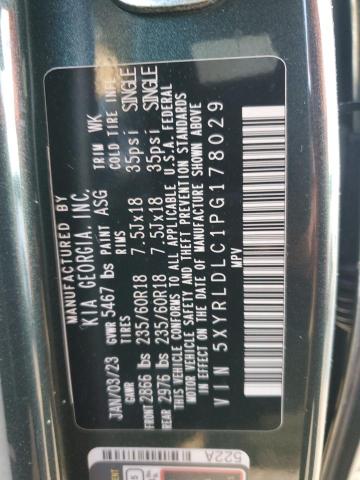 MANUFACTURED BY
KIA GEORGIA, INC.
JAN/03/23 GVWR 5467 lbs PAINT ASG TRIM WK
GAWR TIRES RIMS COLD TIRE INFL
FRONT 2866 lbs 235/60R18 7.5Jx18 35psi SINGLE
REAR 2976 lbs 235/60R18 7.5Jx18 35psi SINGLE
THIS VEHICLE CONFORMS TO ALL APPLICABLE U.S.A. FEDERAL
MOTOR VEHICLE SAFETY AND THEFT PREVENTION STANDARDS
IN EFFECT ON THE DATE OF MANUFACTURE SHOWN ABOVE
VIN 5XYRLDLC1PG178029
MPV
522A